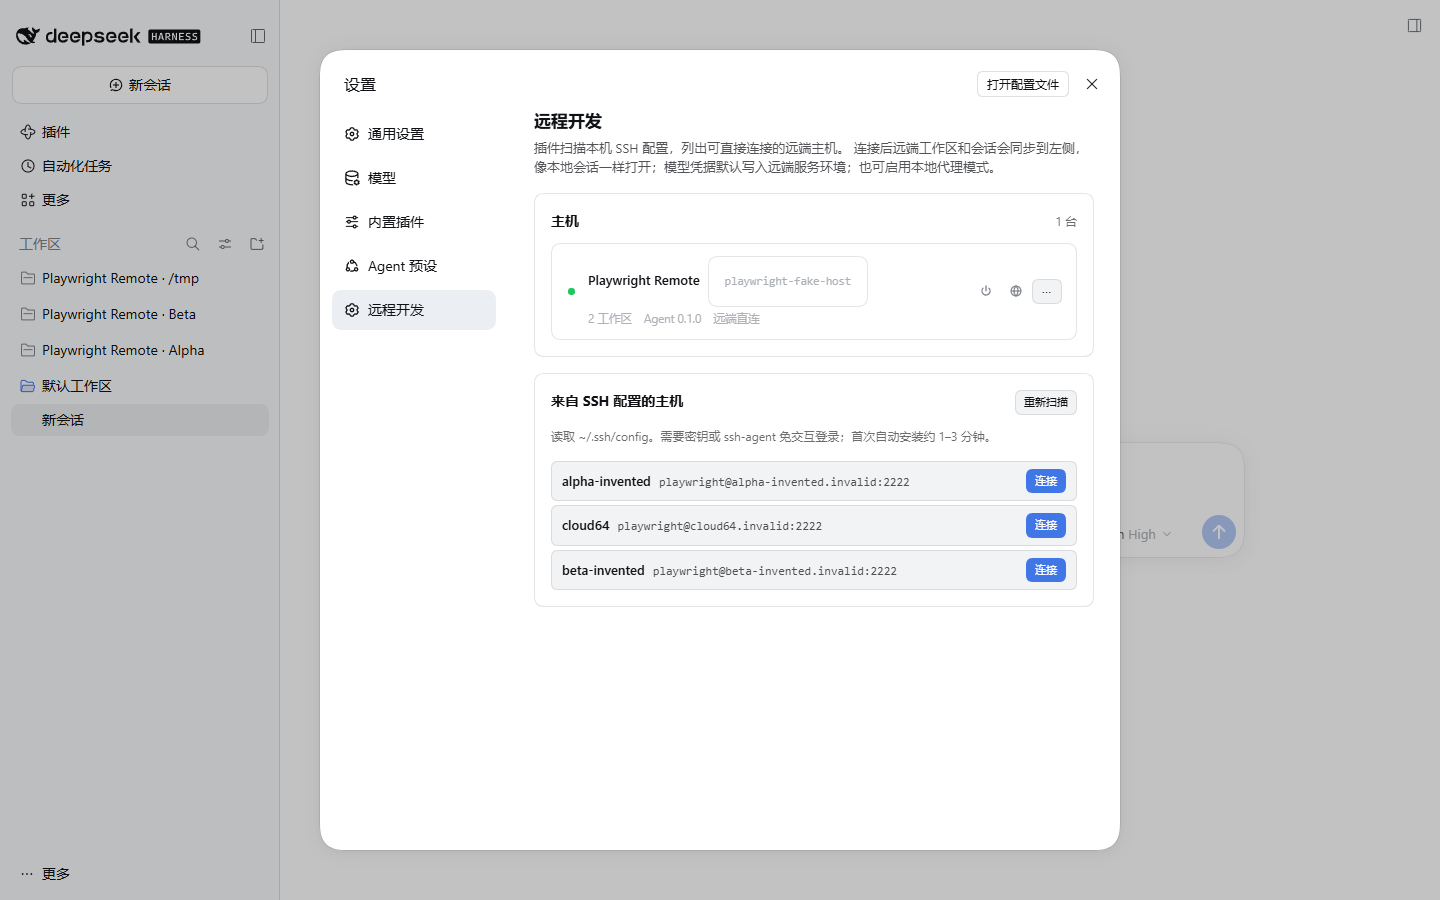 deepseek HARNESS
新会话
插件
自动化任务
更多
工作区
Playwright Remote · /tmp
Playwright Remote · Beta
Playwright Remote · Alpha
默认工作区
新会话
... 更多
设置
打开配置文件
通用设置
模型
内置插件
Agent 预设
远程开发
远程开发
插件扫描本机 SSH 配置，列出可直接连接的远端主机。 连接后远端工作区和会话会同步到左侧，
像本地会话一样打开；模型凭据默认写入远端服务环境；也可启用本地代理模式。
主机
1 台
Playwright Remote playwright-fake-host
...
2 工作区 Agent 0.1.0 远端直连
来自 SSH 配置的主机
重新扫描
读取 ~/.ssh/config。需要密钥或 ssh-agent 免交互登录；首次自动安装约 1–3 分钟。
alpha-invented playwright@alpha-invented.invalid:2222 连接
cloud64 playwright@cloud64.invalid:2222 连接
beta-invented playwright@beta-invented.invalid:2222 连接
High